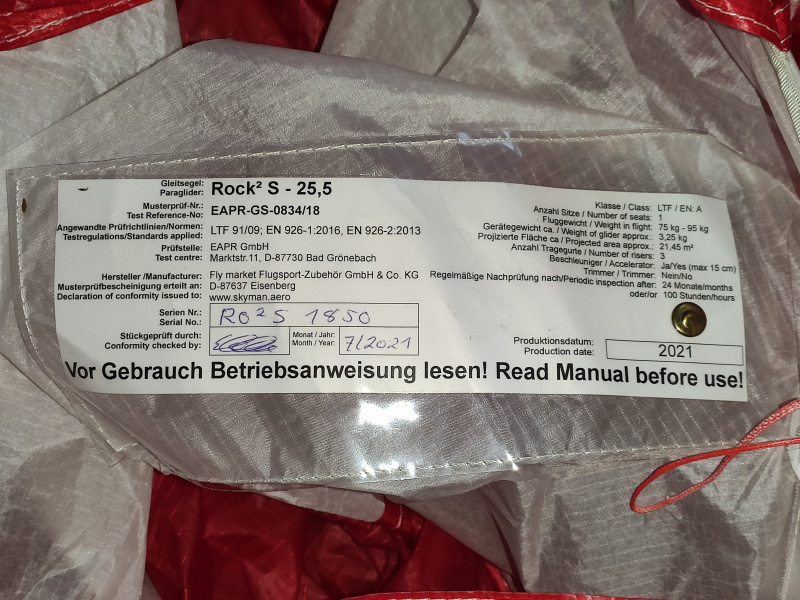 Gleitsegel:
Paraglider: Rock² S - 25,5
Musterprüf-Nr.:
Test Reference-No: EAPR-GS-0834/18
Angewandte Prüfrichtlinien/Normen:
Testregulations/Standards applied: LTF 91/09; EN 926-1:2016, EN 926-2:2013
Prüfstelle: EAPR GmbH
Test centre: Marktstr.11, D-87730 Bad Grönebach
Hersteller /Manufacturer: Fly market Flugsport-Zubehör GmbH & Co. KG
Musterprüfbescheinigung erteilt an: D-87637 Eisenberg
Declaration of conformity issued to: www.skyman.aero
Serien Nr.:
Serial No.: RO²S 1850
Stückgeprüft durch:
Conformity checked by:
Monat / Jahr:
Month / Year: 7/2021
Klasse / Class: LTF / EN: A
Anzahl Sitze / Number of seats: 1
Fluggewicht / Weight in flight: 75 kg - 95 kg
Gerätegewicht ca. / Weight of glider approx.: 3,25 kg
Projizierte Fläche ca / Projected area approx.: 21,45 m²
Anzahl Tragegurte / Number of risers: 3
Beschleuniger / Accelerator: Ja/Yes (max 15 cm)
Trimmer / Trimmer: Nein/No
Regelmäßige Nachprüfung nach/Periodic inspection after: 24 Monate/months
oder/or 100 Stunden/hours
Produktionsdatum:
Production date: 2021
Vor Gebrauch Betriebsanweisung lesen! Read Manual before use!